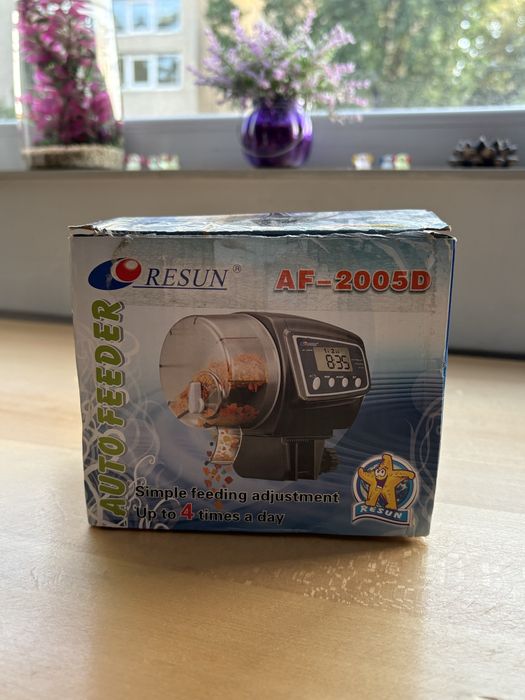 RESUN®
AF-2005D
AUTO FEEDER
8:35
Simple feeding adjustment
Up to 4 times a day
RESUN